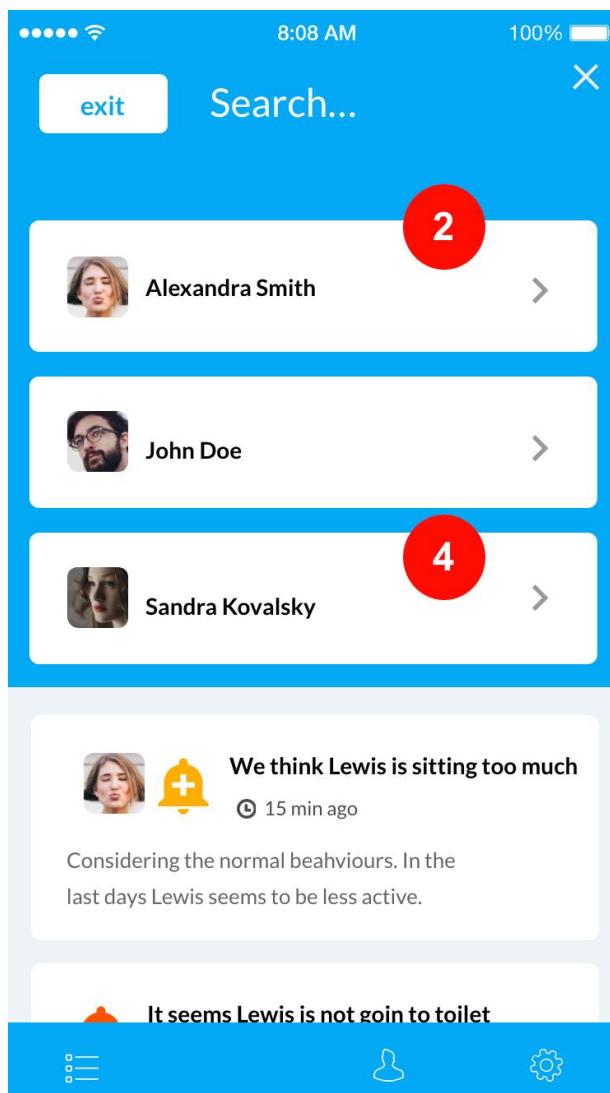 8:08 AM
100%
exit
Search...
2
Alexandra Smith
John Doe
4
Sandra Kovalsky
We think Lewis is sitting too much
15 min ago
Considering the normal beahviours. In the
last days Lewis seems to be less active.
It seems Lewis is not goin to toilet